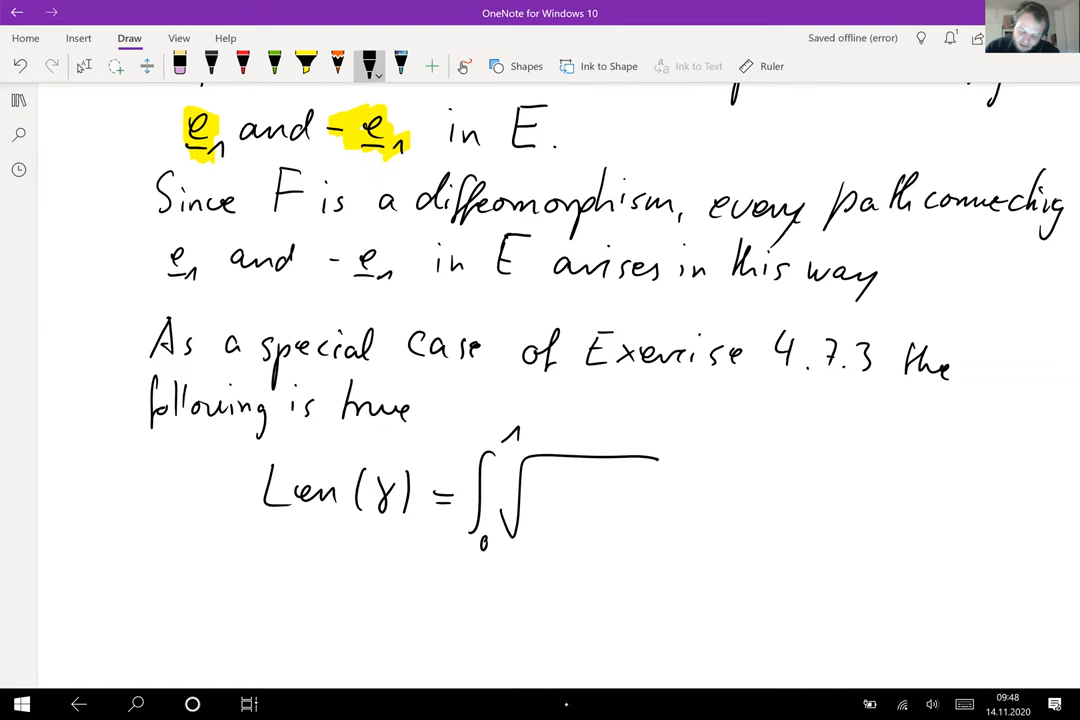 OneNote for Windows 10
Home Insert Draw View Help Saved offline (error)
Shapes Ink to Shape Ink to Text Ruler
e₁ and - e₁ in E.
Since F is a diffeomorphism, every path connecting
e₁ and - e₁ in E arises in this way
As a special case of Exercise 4.7.3 the
following is true
Len(γ) = ∫₀¹ √
09:48
14.11.2020